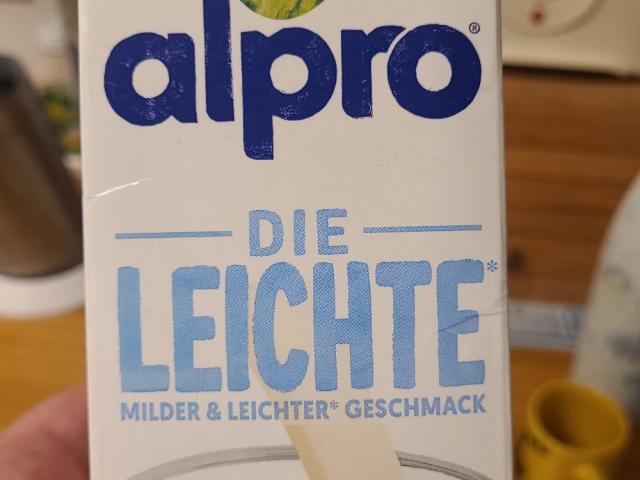 alpro®
DIE
LEICHTE*
MILDER & LEICHTER* GESCHMACK